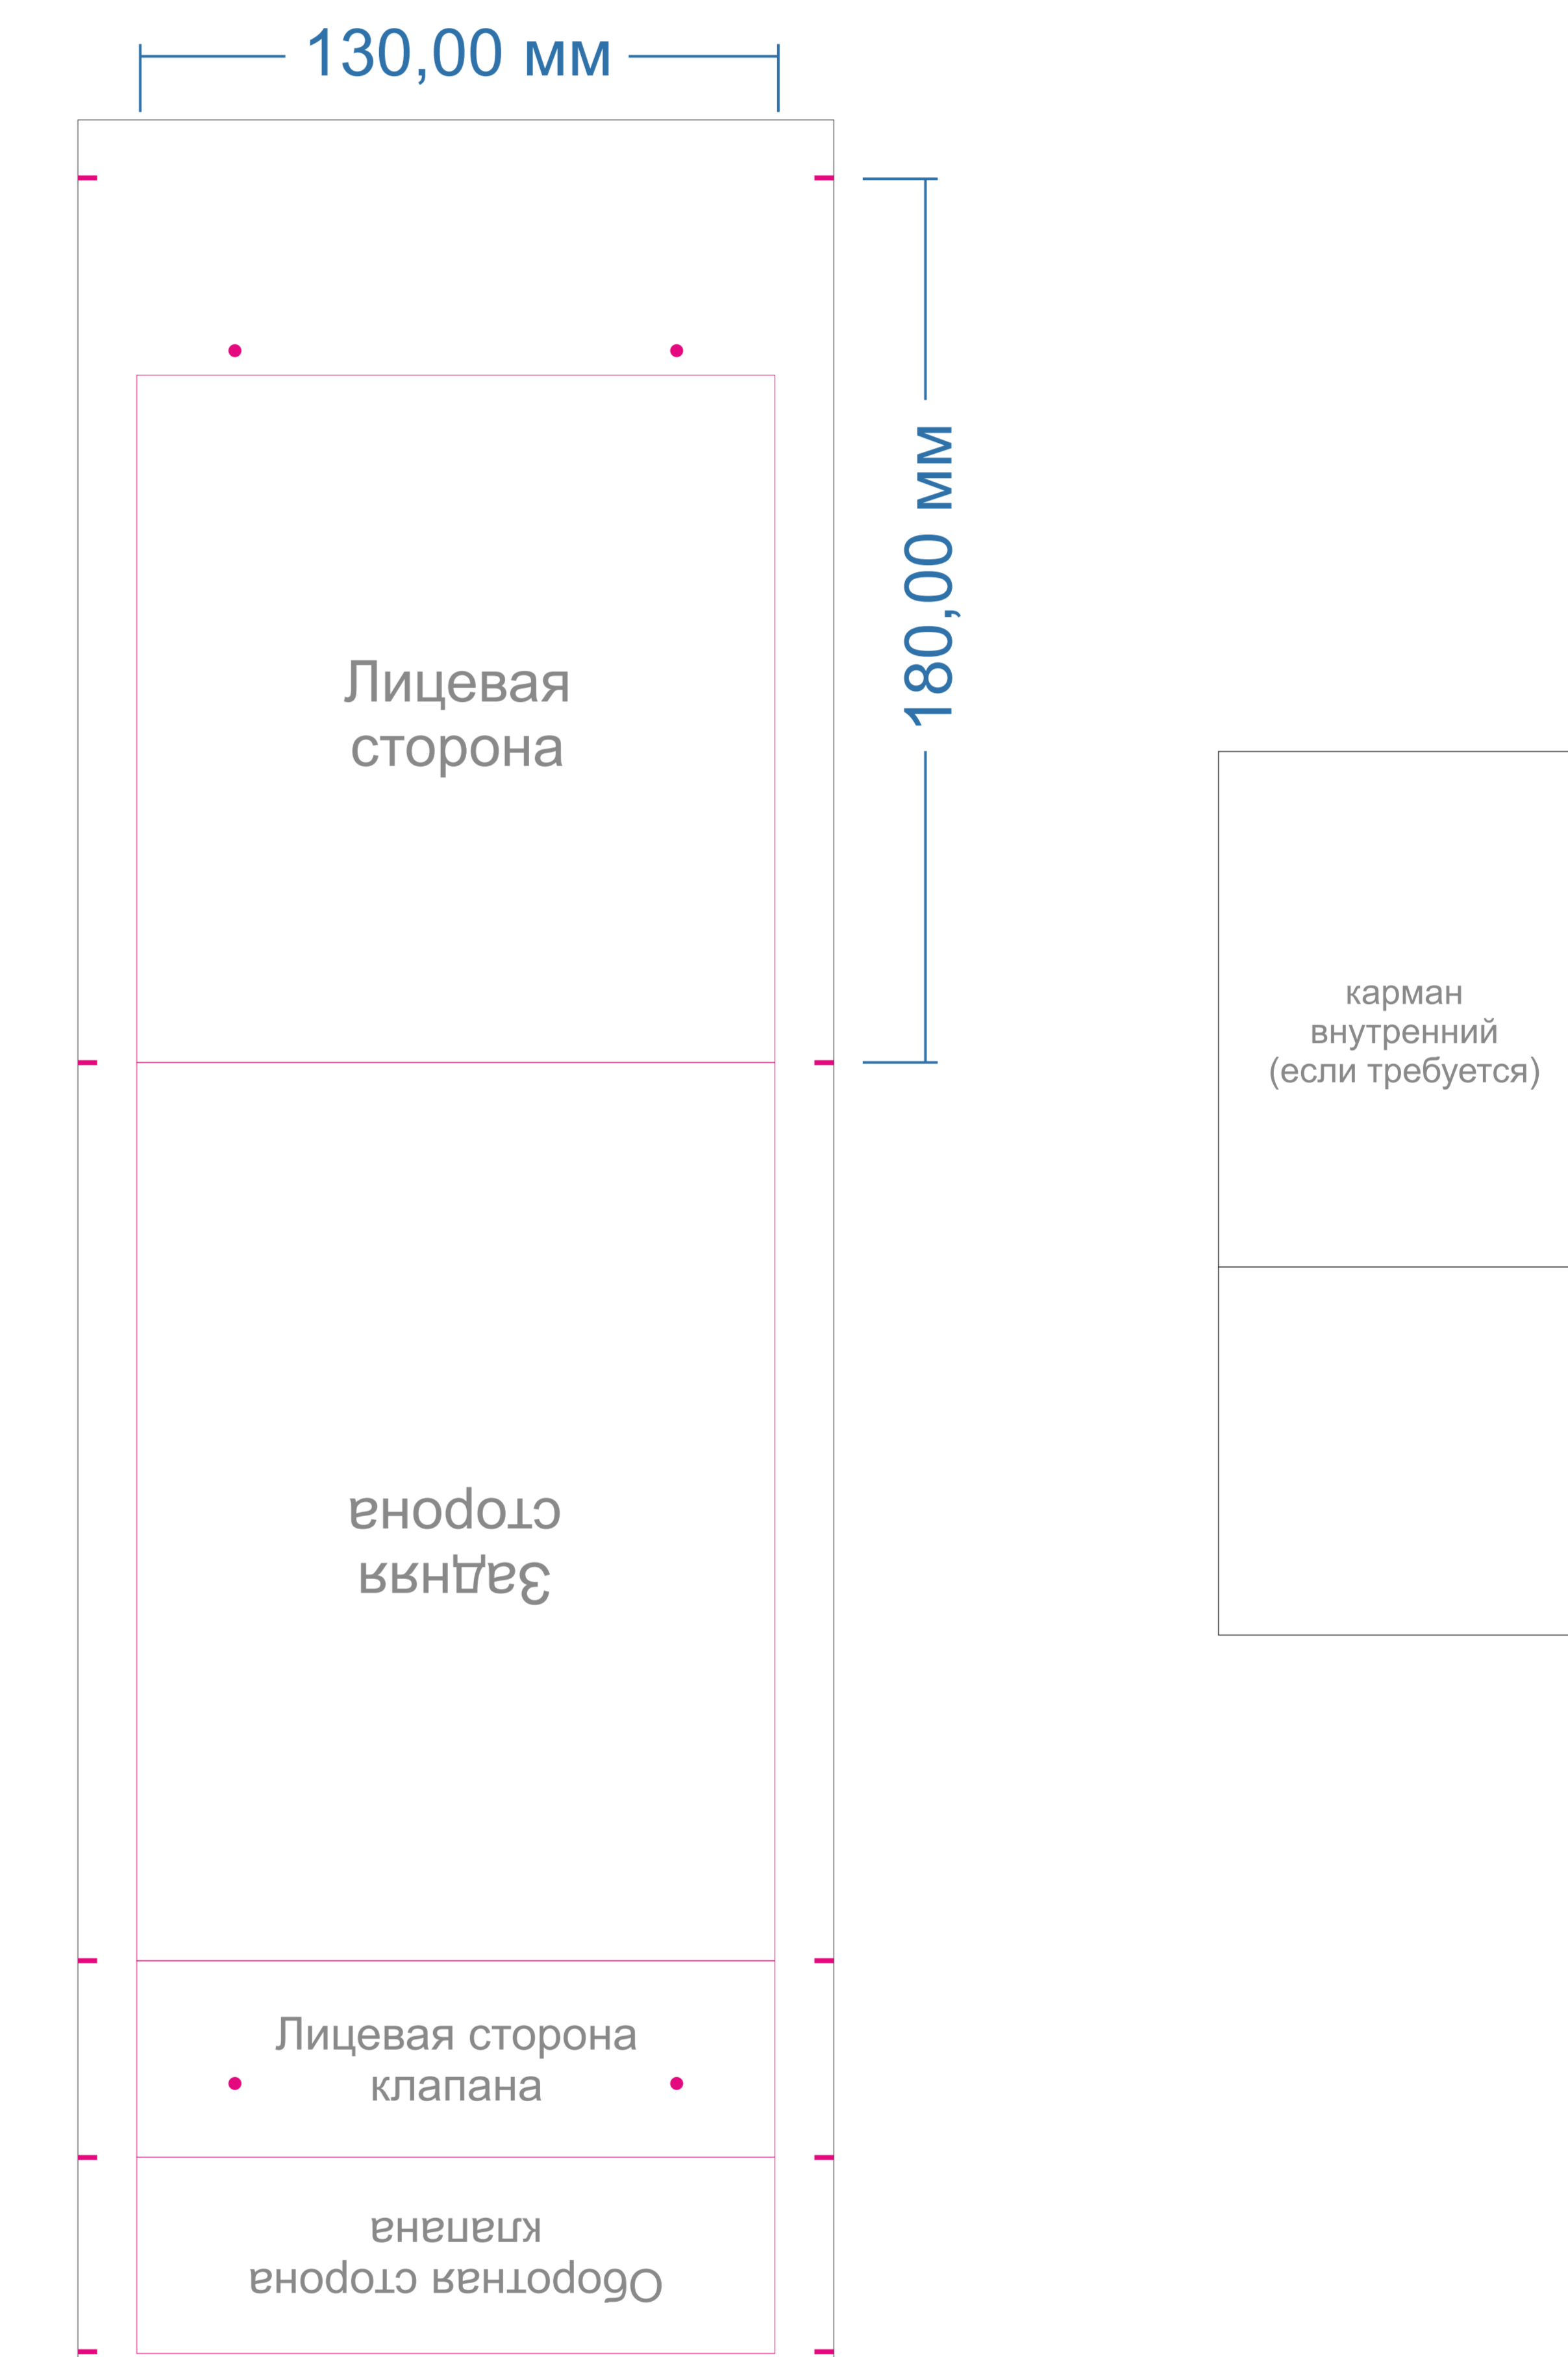 130,00 мм
180,00 мм
Лицевая
сторона
карман
внутренний
(если требуется)
Задняя
сторона
Лицевая сторона
клапана
Оборотная сторона
клапана